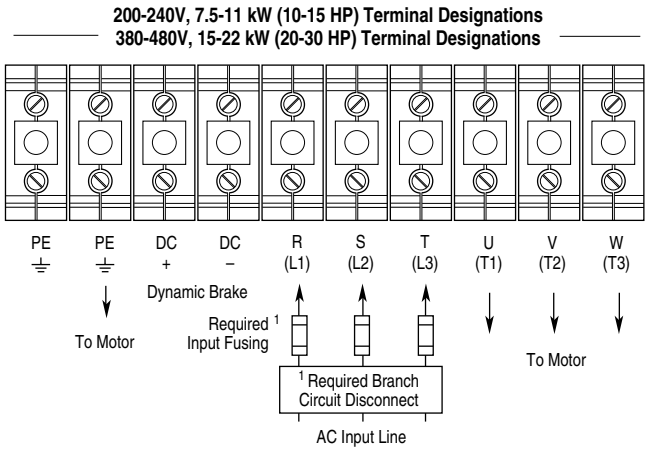 200-240V, 7.5-11 kW (10-15 HP) Terminal Designations
380-480V, 15-22 kW (20-30 HP) Terminal Designations
PE PE DC DC R S T U V W
+ – (L1) (L2) (L3) (T1) (T2) (T3)
Dynamic Brake
To Motor
Required 1
Input Fusing
To Motor
1 Required Branch
Circuit Disconnect
AC Input Line